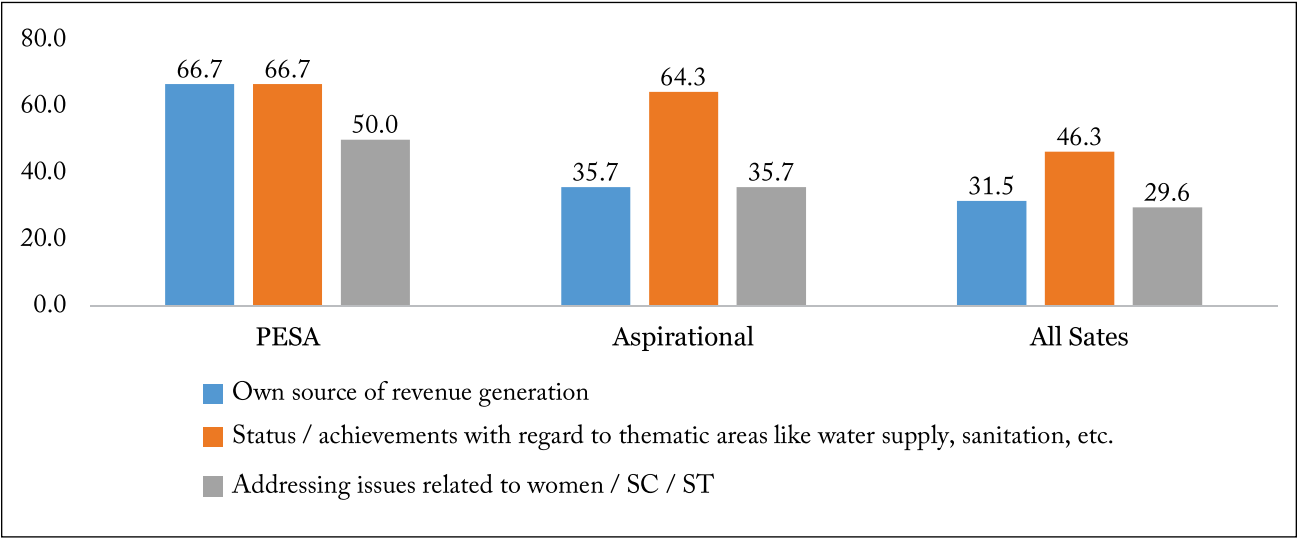 80.0
60.0
40.0
20.0
0.0
66.7 66.7 50.0
35.7 64.3 35.7
31.5 46.3 29.6
PESA Aspirational All Sates
Own source of revenue generation
Status / achievements with regard to thematic areas like water supply, sanitation, etc.
Addressing issues related to women / SC / ST